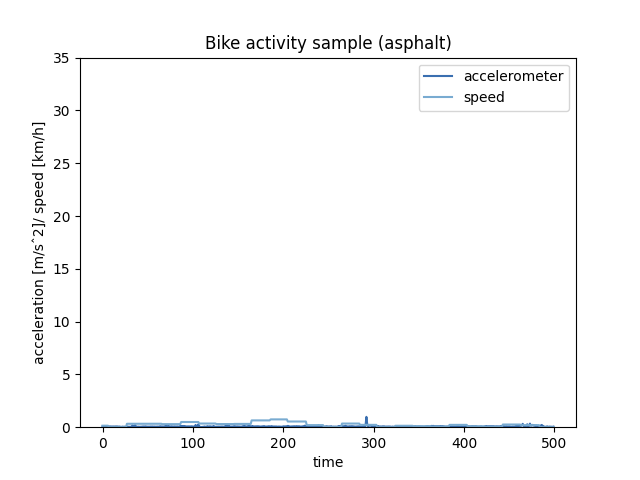 Bike activity sample (asphalt)
acceleration [m/sˆ2]/ speed [km/h]
35
30
25
20
15
10
5
0
accelerometer
speed
0
100
200
300
400
500
time